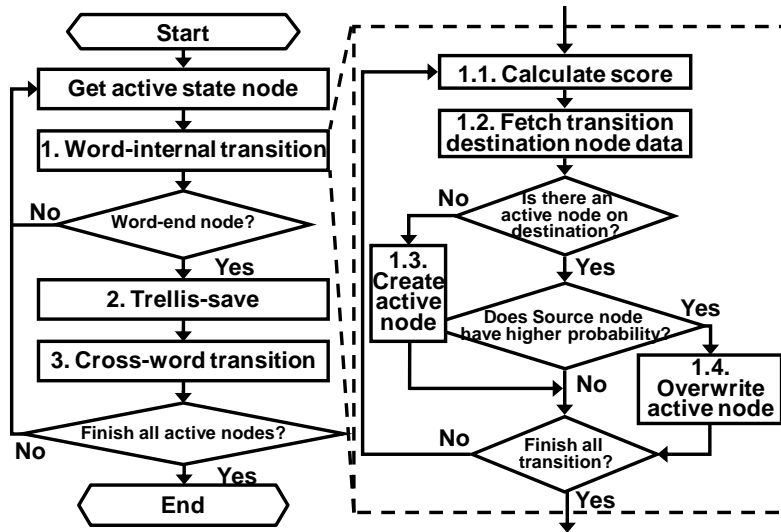 Start
Get active state node
1. Word-internal transition
No
Word-end node?
Yes
2. Trellis-save
3. Cross-word transition
Finish all active nodes?
No
Yes
End
1.1. Calculate score
1.2. Fetch transition
destination node data
No
Is there an
active node on
destination?
1.3.
Create
active
node
Yes
Does Source node
have higher probability?
Yes
No
1.4.
Overwrite
active node
No
Finish all
transition?
Yes